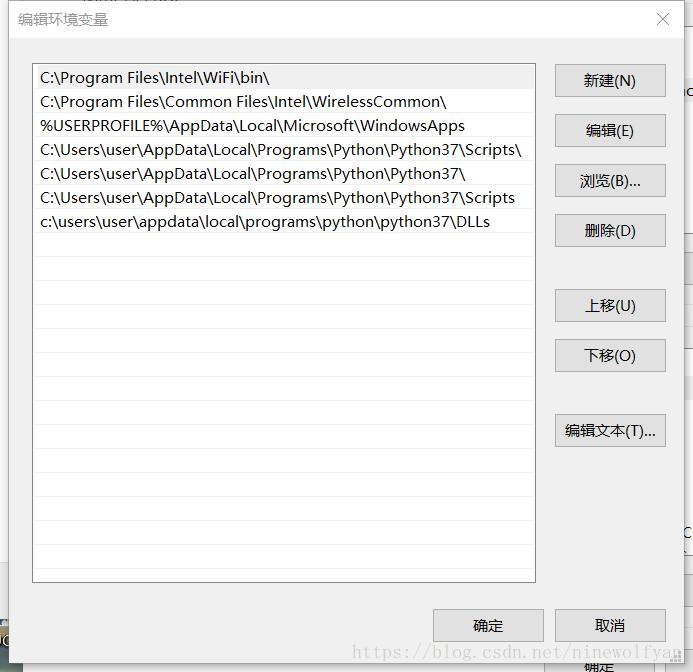 编辑环境变量
C:\Program Files\Intel\WiFi\bin\
新建(N)
C:\Program Files\Common Files\Intel\WirelessCommon\
%USERPROFILE%\AppData\Local\Microsoft\WindowsApps
编辑(E)
C:\Users\user\AppData\Local\Programs\Python\Python37\Scripts\
C:\Users\user\AppData\Local\Programs\Python\Python37\
浏览(B)...
C:\Users\user\AppData\Local\Programs\Python\Python37\Scripts
c:\users\user\appdata\local\programs\python\python37\DLLs
删除(D)
上移(U)
下移(O)
编辑文本(T)...
确定
取消
https://blog.csdn.net/ninewolfyan
确定